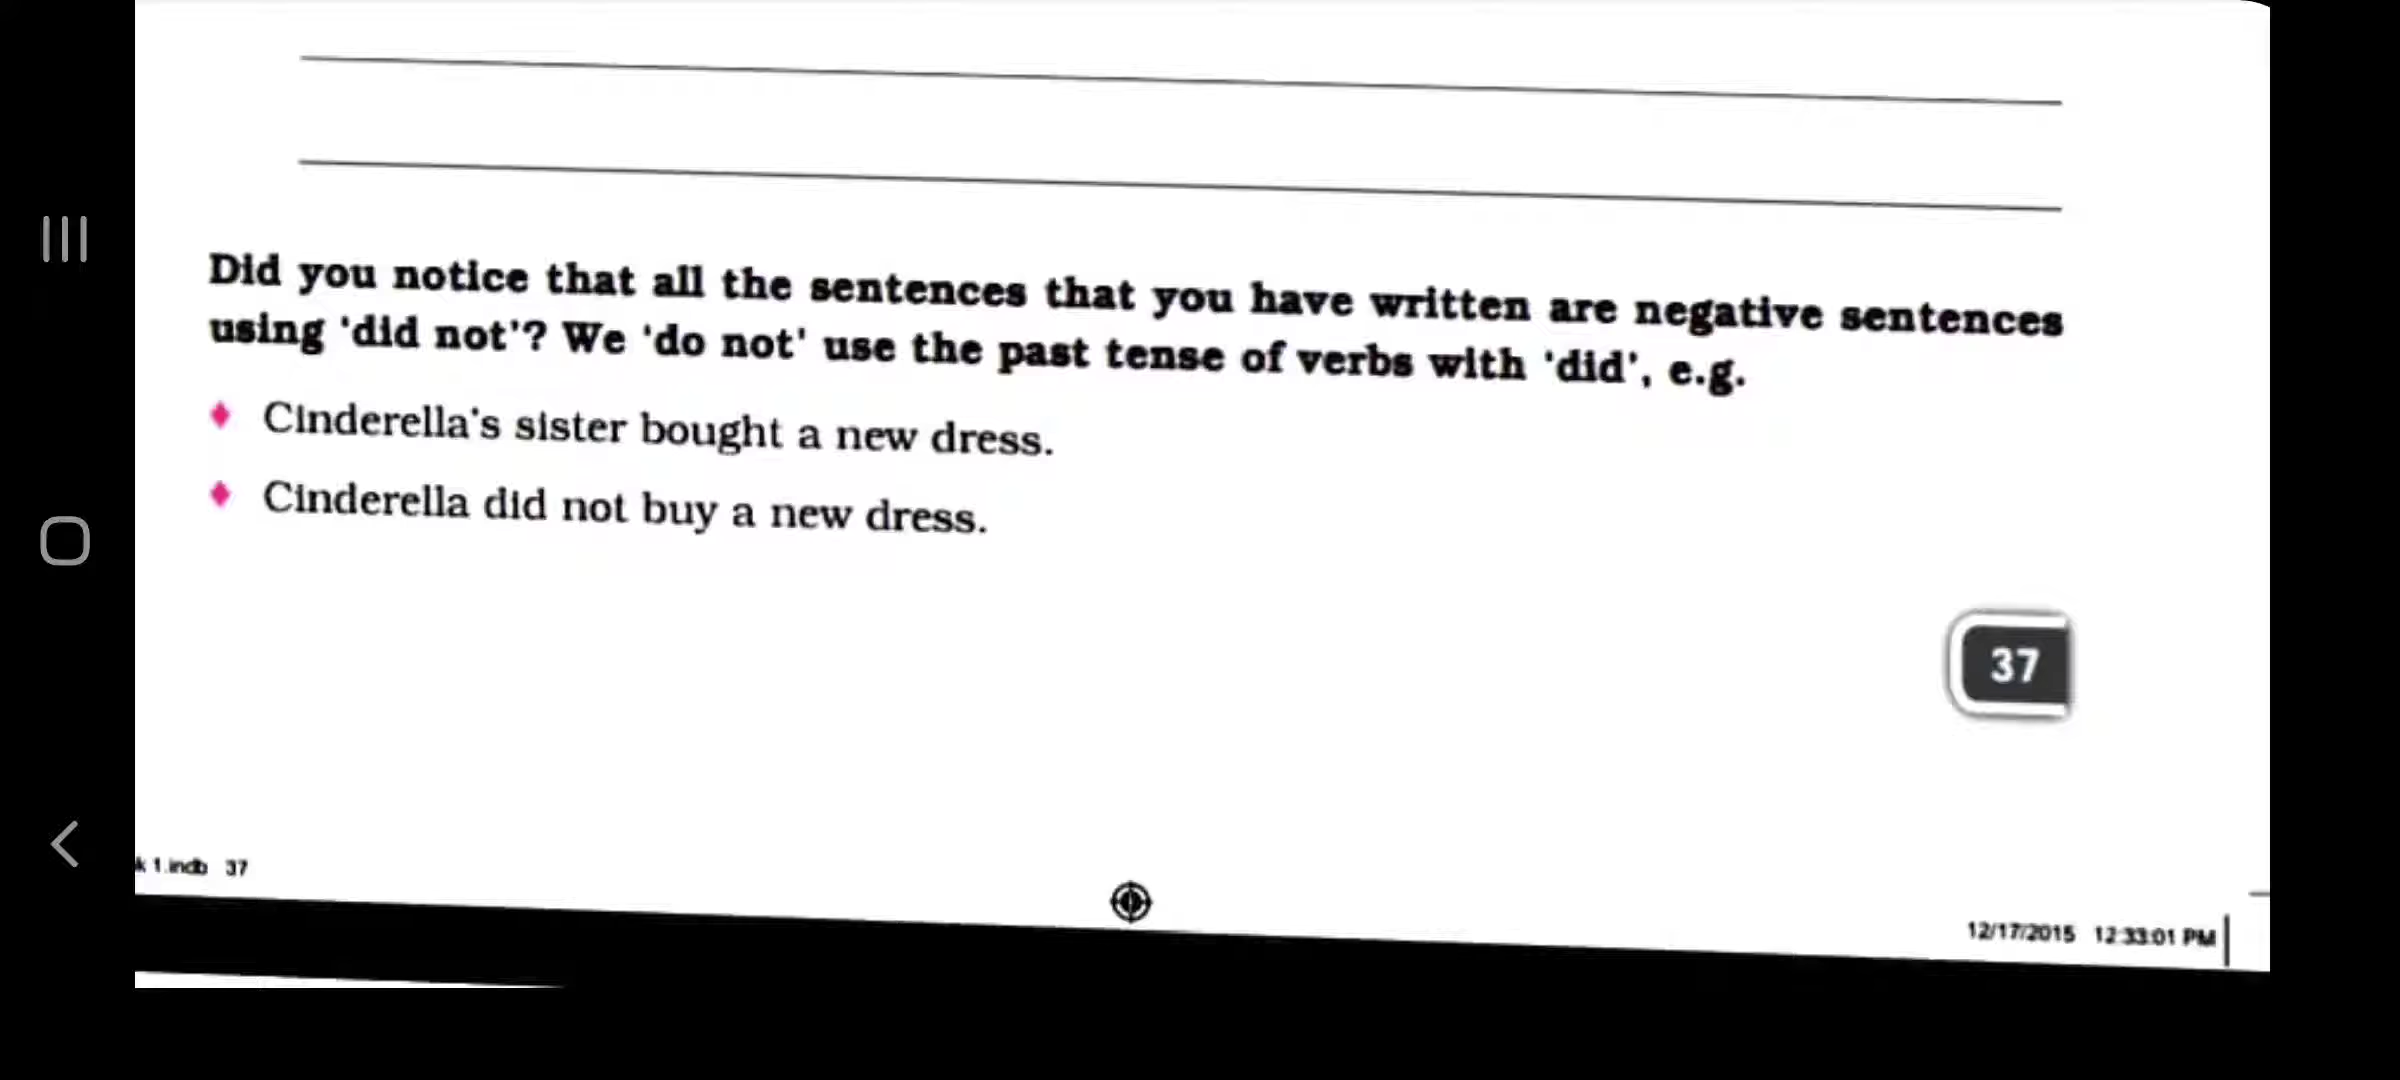 Did you notice that all the sentences that you have written are negative sentences
using 'did not'? We 'do not' use the past tense of verbs with 'did', e.g.
♦ Cinderella's sister bought a new dress.
♦ Cinderella did not buy a new dress.
37
k 1.indb 37
12/17/2015 12:33:01 PM